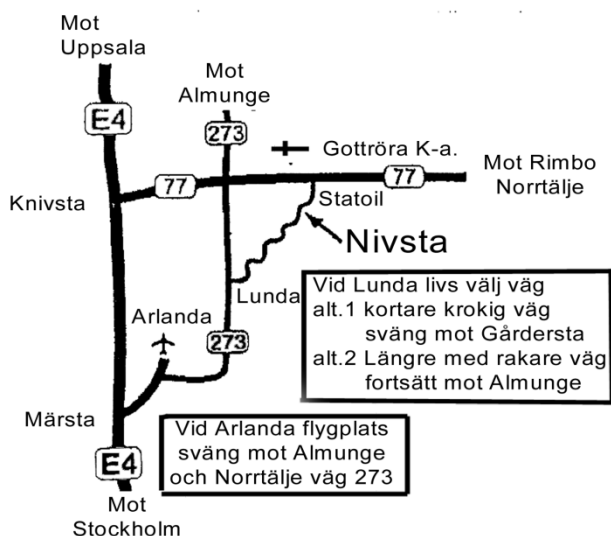 Mot
Uppsala
Mot
Almunge
E4
273
Gottröra K-a.
Mot Rimbo
Norrtälje
77
77
Knivsta
Statoil
Nivsta
Lunda
Arlanda
273
Vid Lunda livs välj väg
alt.1 kortare krokig väg
sväng mot Gårdersta
alt.2 Längre med rakare väg
fortsätt mot Almunge
Märsta
Vid Arlanda flygplats
sväng mot Almunge
och Norrtälje väg 273
E4
Mot
Stockholm